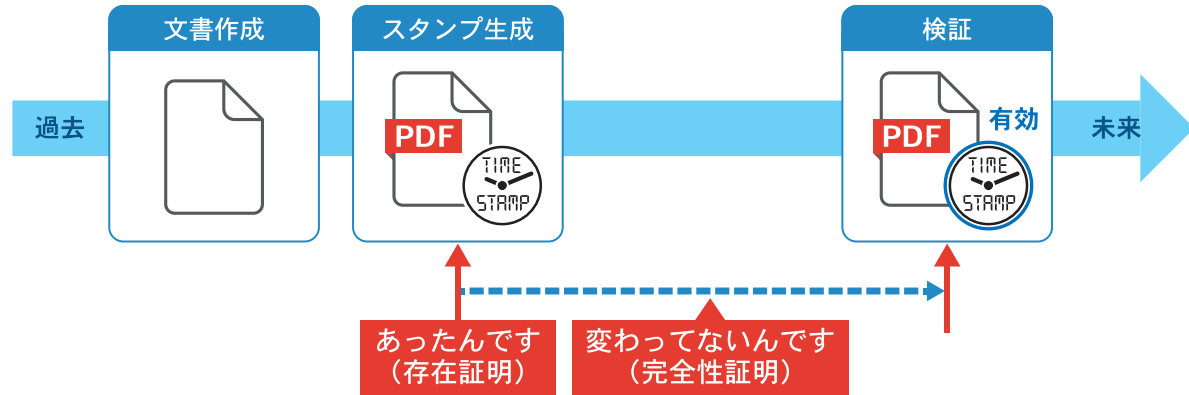 文書作成
スタンプ生成
検証
過去
PDF
TIME
STAMP
PDF
有効
TIME
STAMP
未来
あったんです
（存在証明）
変わってないんです
（完全性証明）